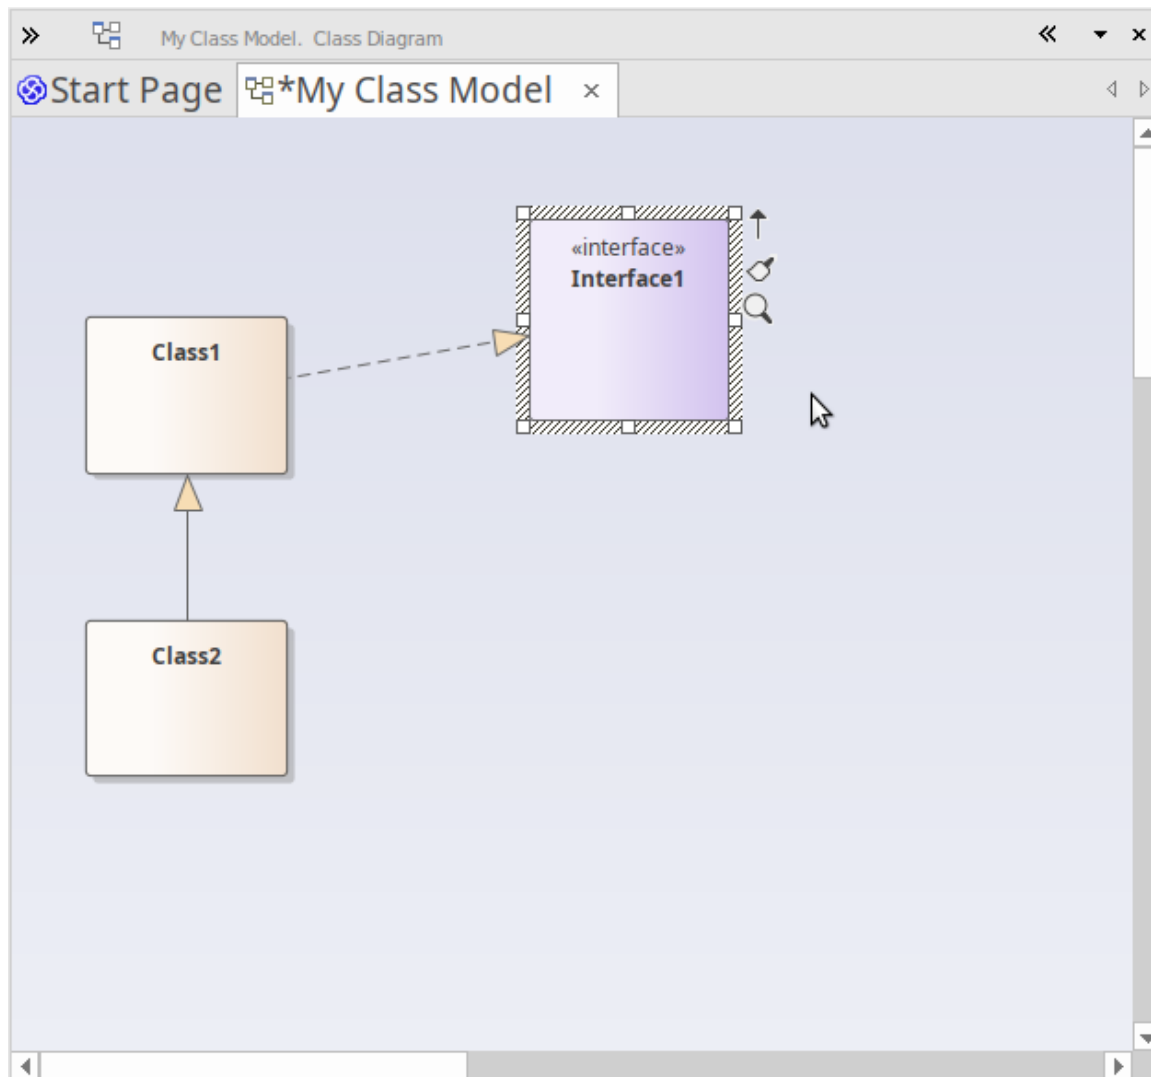 My Class Model. Class Diagram
Start Page *My Class Model
«interface»
Interface1
Class1
Class2